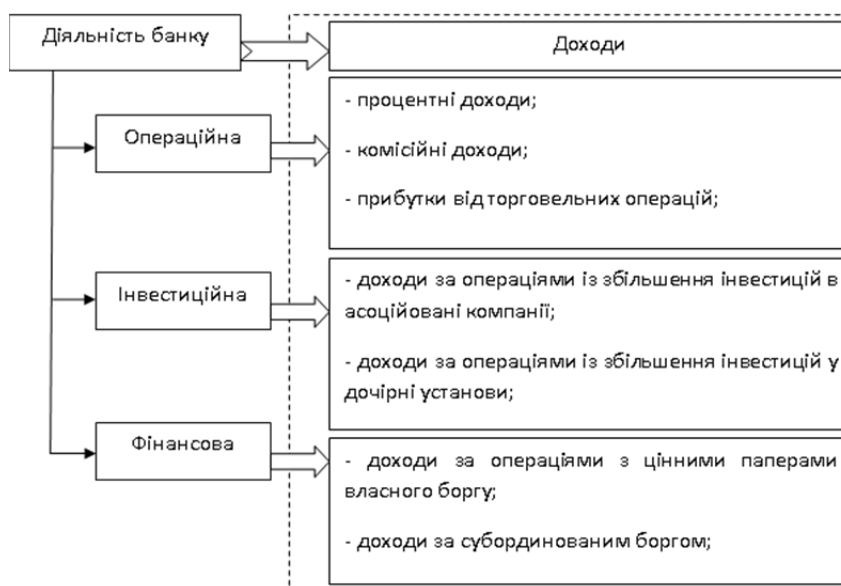 Діяльність банку
Доходи
Операційна
- процентні доходи;
- комісійні доходи;
- прибутки від торговельних операцій;
Інвестиційна
- доходи за операціями із збільшення інвестицій в
асоційовані компанії;
- доходи за операціями із збільшення інвестицій у
дочірні установи;
Фінансова
- доходи за операціями з цінними паперами
власного боргу;
- доходи за субординованим боргом;